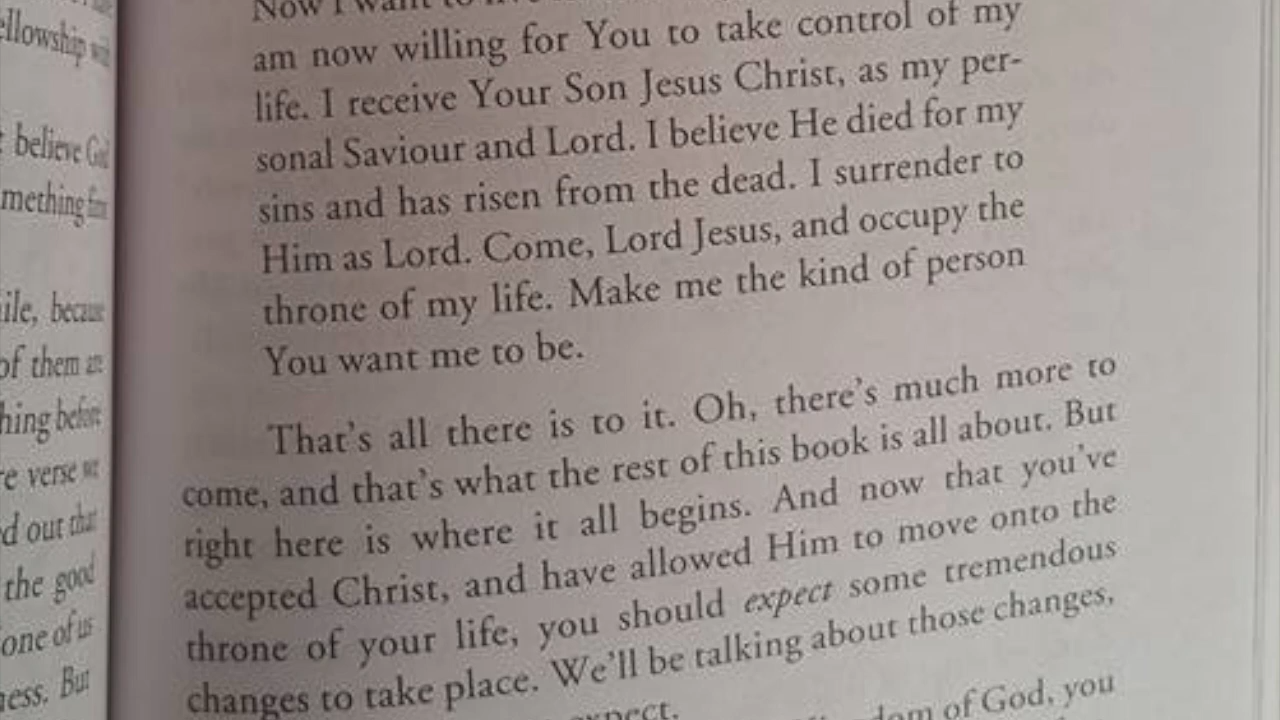 ellowship
believe
mething
ile,
of them
hing before
verse
d out that
the good
one of us
ness. But
Now I want to
am now willing for You to take control of my
life. I receive Your Son Jesus Christ, as my per-
sonal Saviour and Lord. I believe He died for my
sins and has risen from the dead. I surrender to
Him as Lord. Come, Lord Jesus, and occupy the
throne of my life. Make me the kind of person
You want me to be.
That's all there is to it. Oh, there's much more to
come, and that's what the rest of this book is all about. But
right here is where it all begins. And now that you've
accepted Christ, and have allowed Him to move onto the
throne of your life, you should expect some tremendous
changes to take place. We'll be talking about those changes,
expect.
of God, you